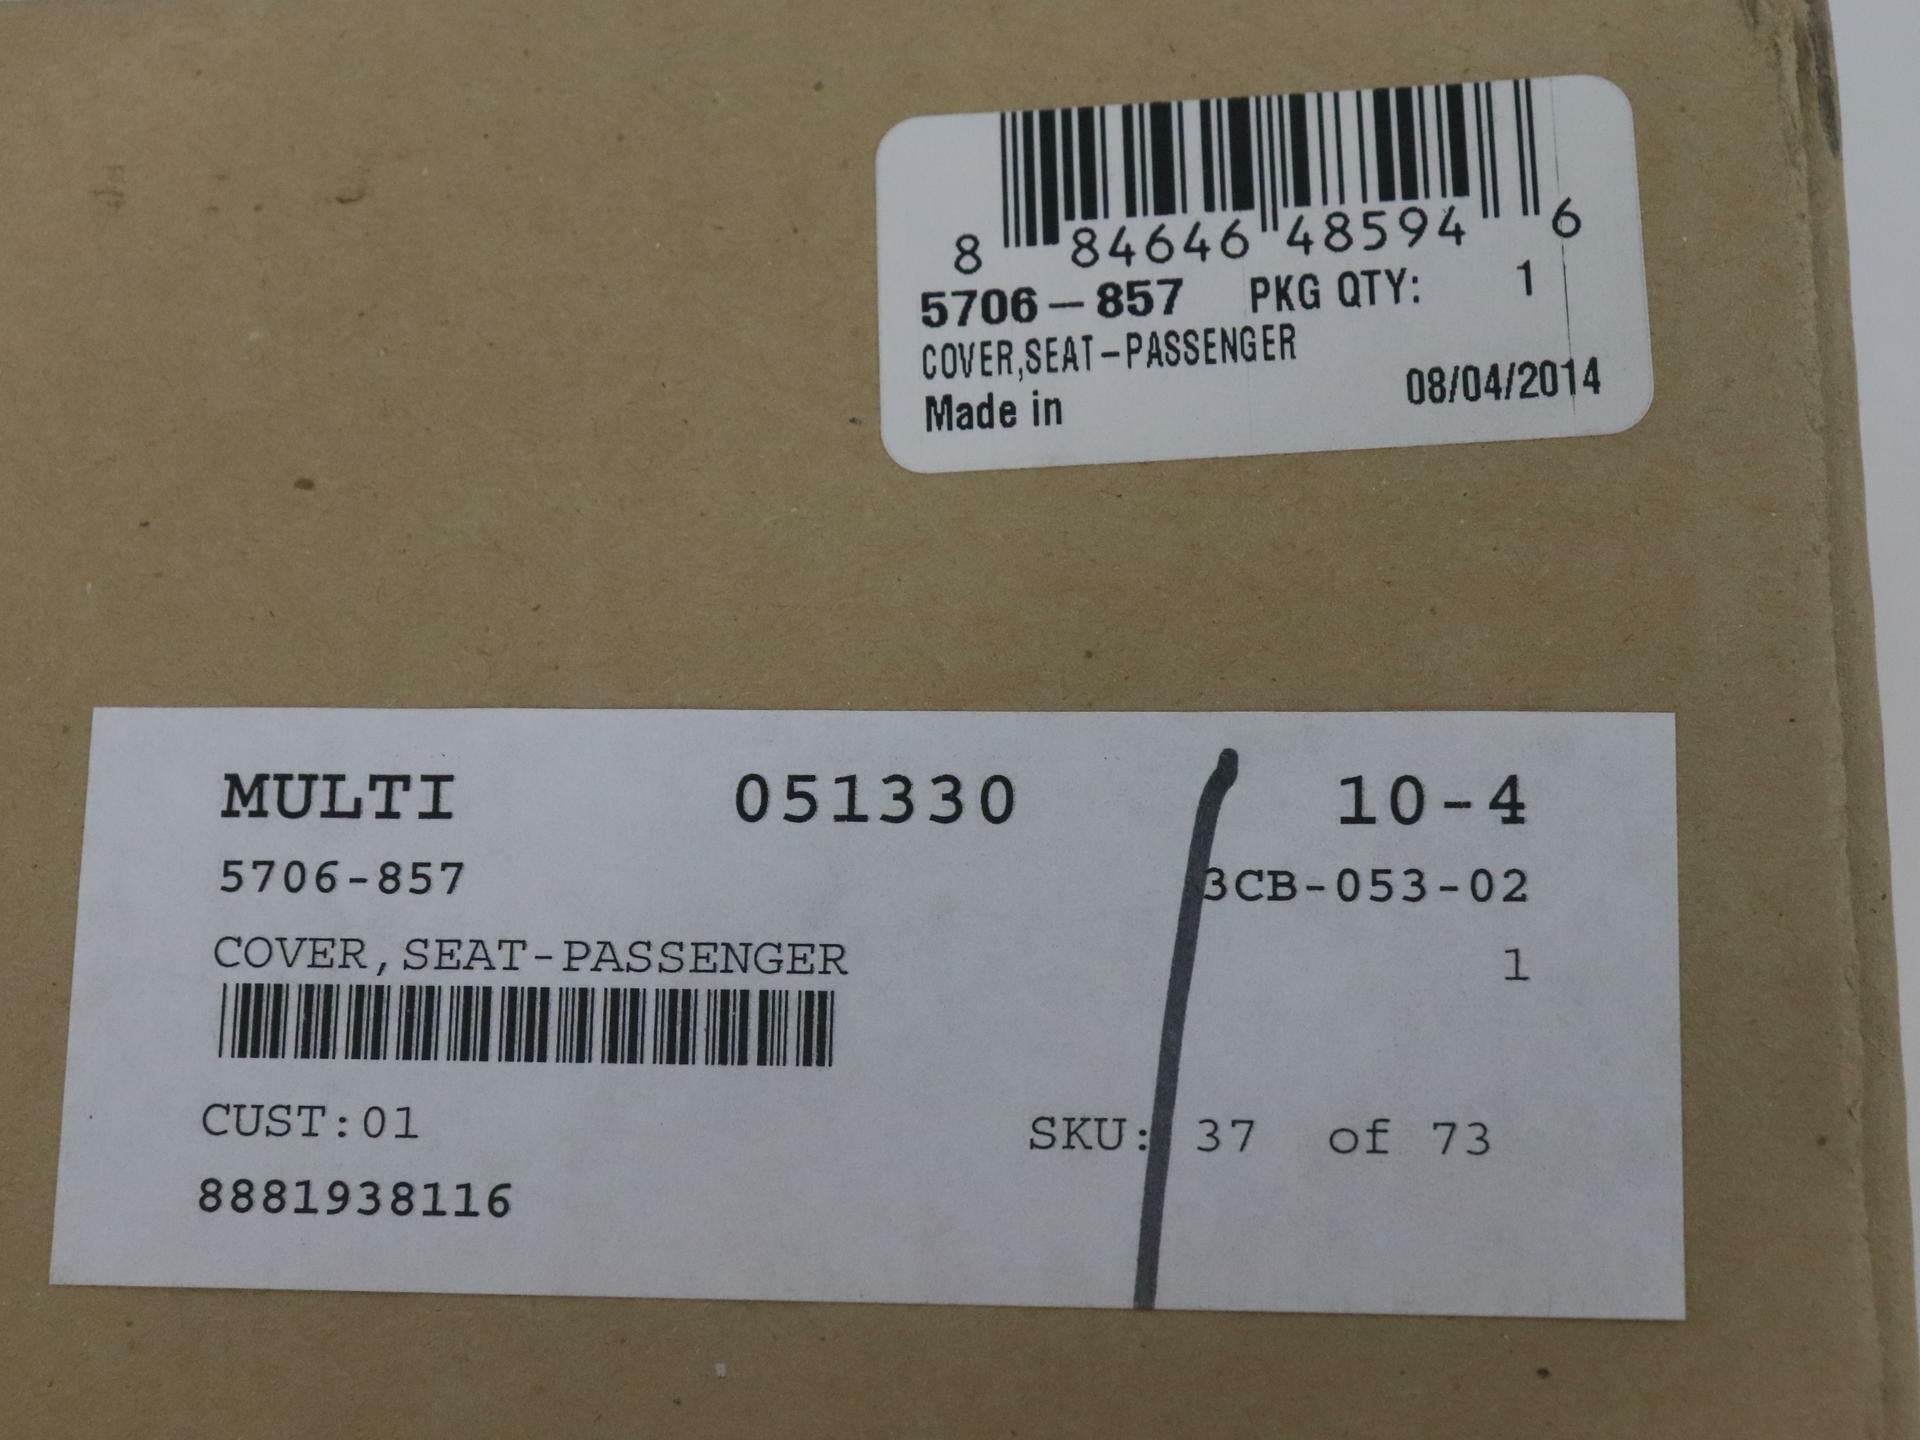 8 84646 48594 6
5706-857 PKG QTY: 1
COVER,SEAT-PASSENGER
08/04/2014
Made in
MULTI 051330 10-4
5706-857 3CB-053-02
COVER,SEAT-PASSENGER 1
CUST:01 SKU: 37 of 73
8881938116